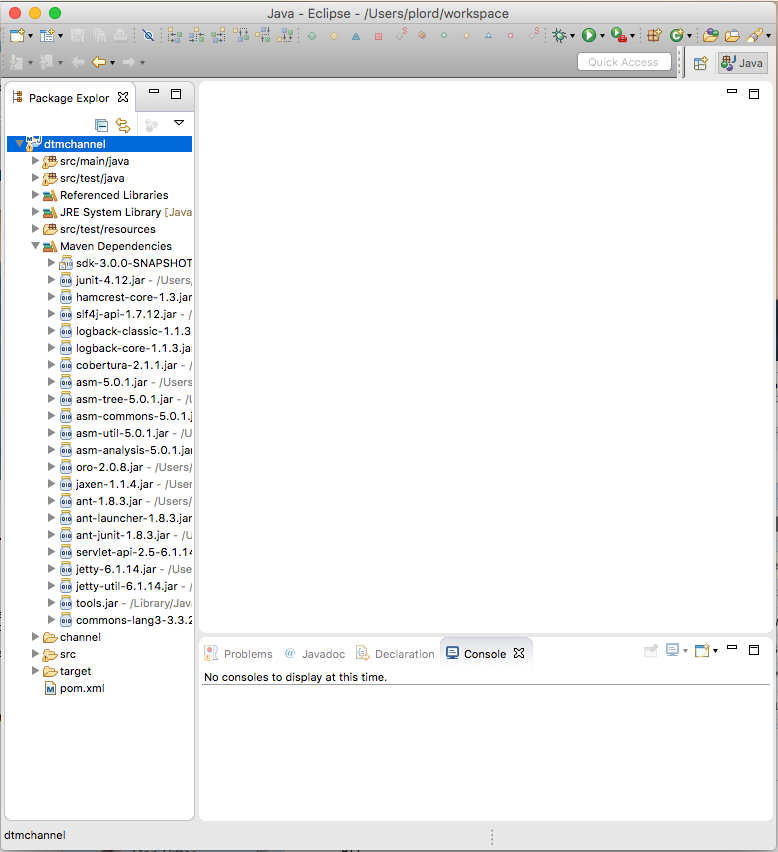 Java - Eclipse - /Users/plord/workspace
Quick Access
Java
Package Explor
dtmchannel
src/main/java
src/test/java
Referenced Libraries
JRE System Library [Java
src/test/resources
Maven Dependencies
sdk-3.0.0-SNAPSHOT
junit-4.12.jar - /Users,
hamcrest-core-1.3.jar
slf4j-api-1.7.12.jar - /
logback-classic-1.1.3
logback-core-1.1.3.jar
cobertura-2.1.1.jar - /
asm-5.0.1.jar - /Users
asm-tree-5.0.1.jar - /U
asm-commons-5.0.1.j
asm-util-5.0.1.jar - /U
asm-analysis-5.0.1.jar
oro-2.0.8.jar - /Users/
jaxen-1.1.4.jar - /Users
ant-1.8.3.jar - /Users/
ant-launcher-1.8.3.jar
ant-junit-1.8.3.jar - /U
servlet-api-2.5-6.1.14
jetty-6.1.14.jar - /Use
jetty-util-6.1.14.jar - /
tools.jar - /Library/Jav
commons-lang3-3.3.2
channel
src
target
pom.xml
Problems
Javadoc
Declaration
Console
No consoles to display at this time.
dtmchannel